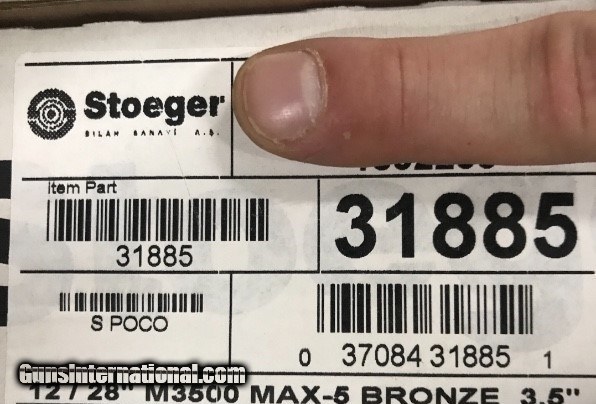 Stoeger
SILAH SANAYİ A.Ş.
Item Part
31885
31885
S POCO
0 37084 31885 1
GunsInternational.com
12 / 28" M3500 MAX-5 BRONZE 3.5"